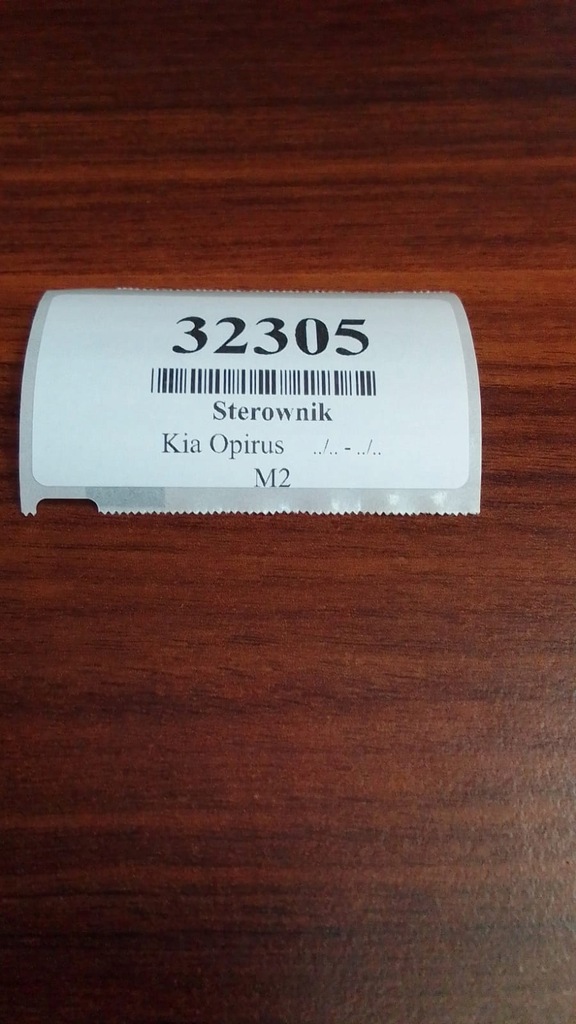 32305
Sterownik
Kia Opirus ../.. - ../..
M2